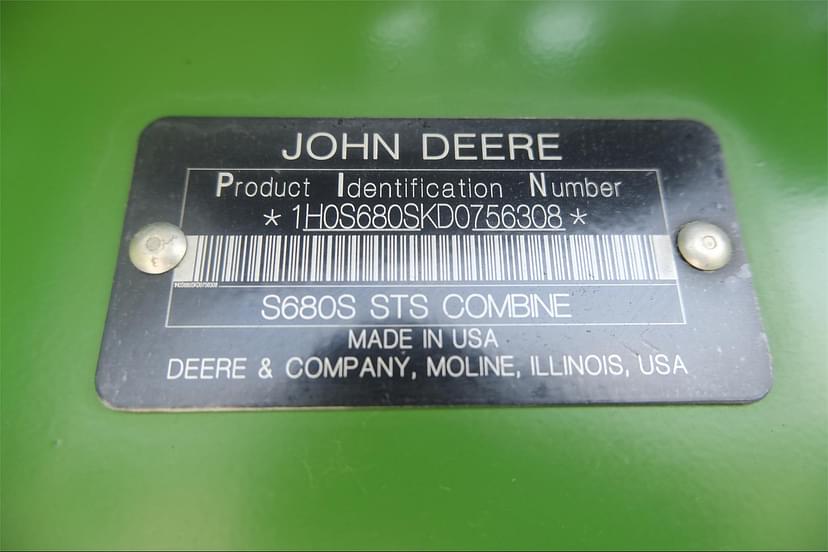 JOHN DEERE
Product Identification Number
*1H0S680SKD0756308*
S680S STS COMBINE
MADE IN USA
DEERE & COMPANY, MOLINE, ILLINOIS, USA